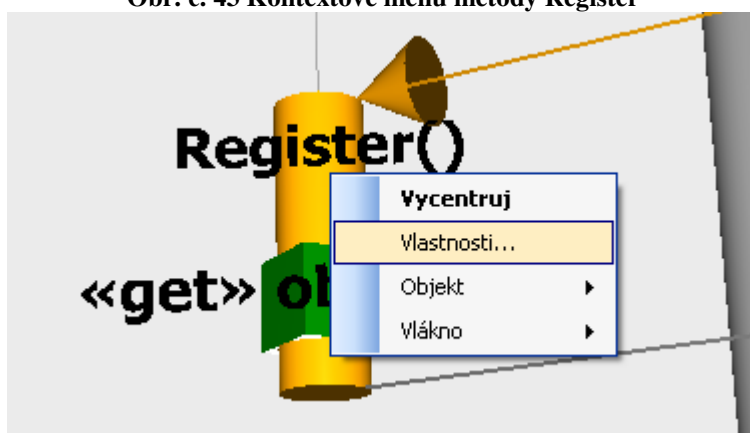 Obr. č. 45 Kontextové menu metody Register
Register()
Vycentruj
Vlastnosti...
«get» ob
Objekt
Vlákno